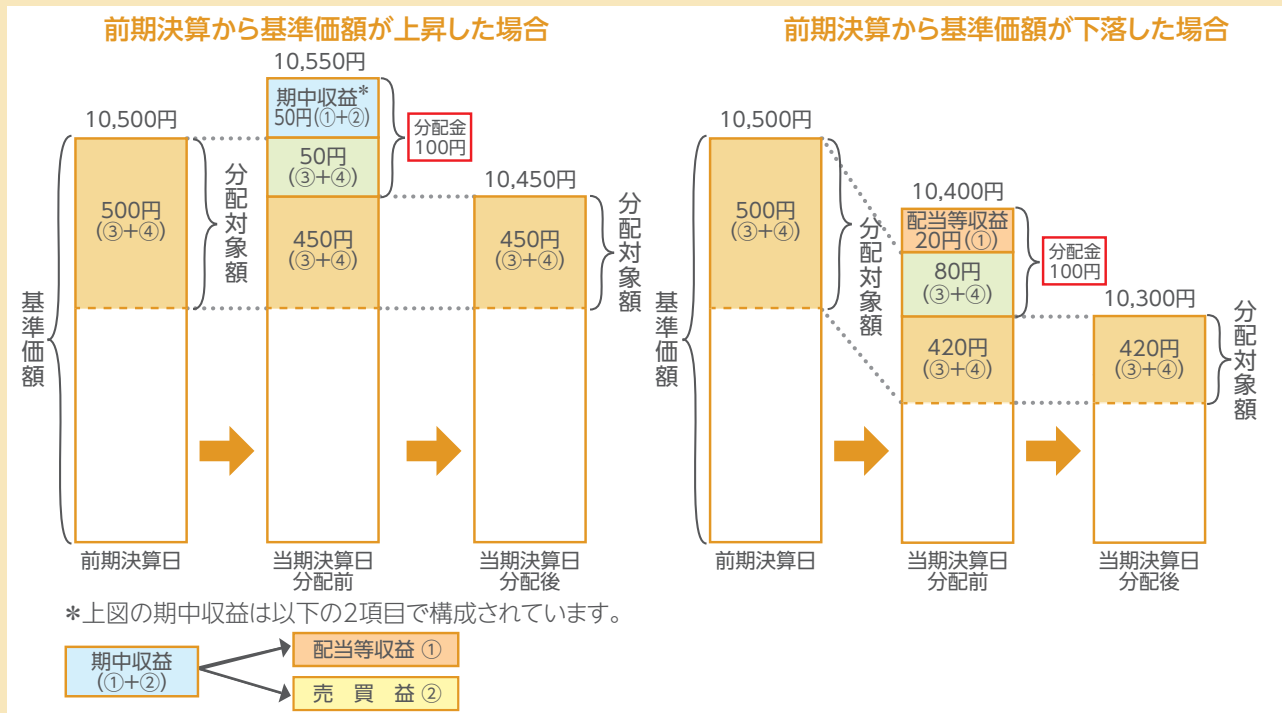 前期決算から基準価額が上昇した場合
10,500円
10,550円
期中収益*
50円(①+②)
分配金
100円
50円
(③+④)
10,450円
500円
(③+④)
分配対象額
450円
(③+④)
450円
(③+④)
分配対象額
基準価額
前期決算日
当期決算日
分配前
当期決算日
分配後
*上図の期中収益は以下の2項目で構成されています。
期中収益
(①+②)
配当等収益 ①
売 買 益 ②
前期決算から基準価額が下落した場合
10,500円
10,400円
配当等収益
20円(①)
分配金
100円
500円
(③+④)
分配対象額
80円
(③+④)
10,300円
420円
(③+④)
420円
(③+④)
分配対象額
基準価額
前期決算日
当期決算日
分配前
当期決算日
分配後